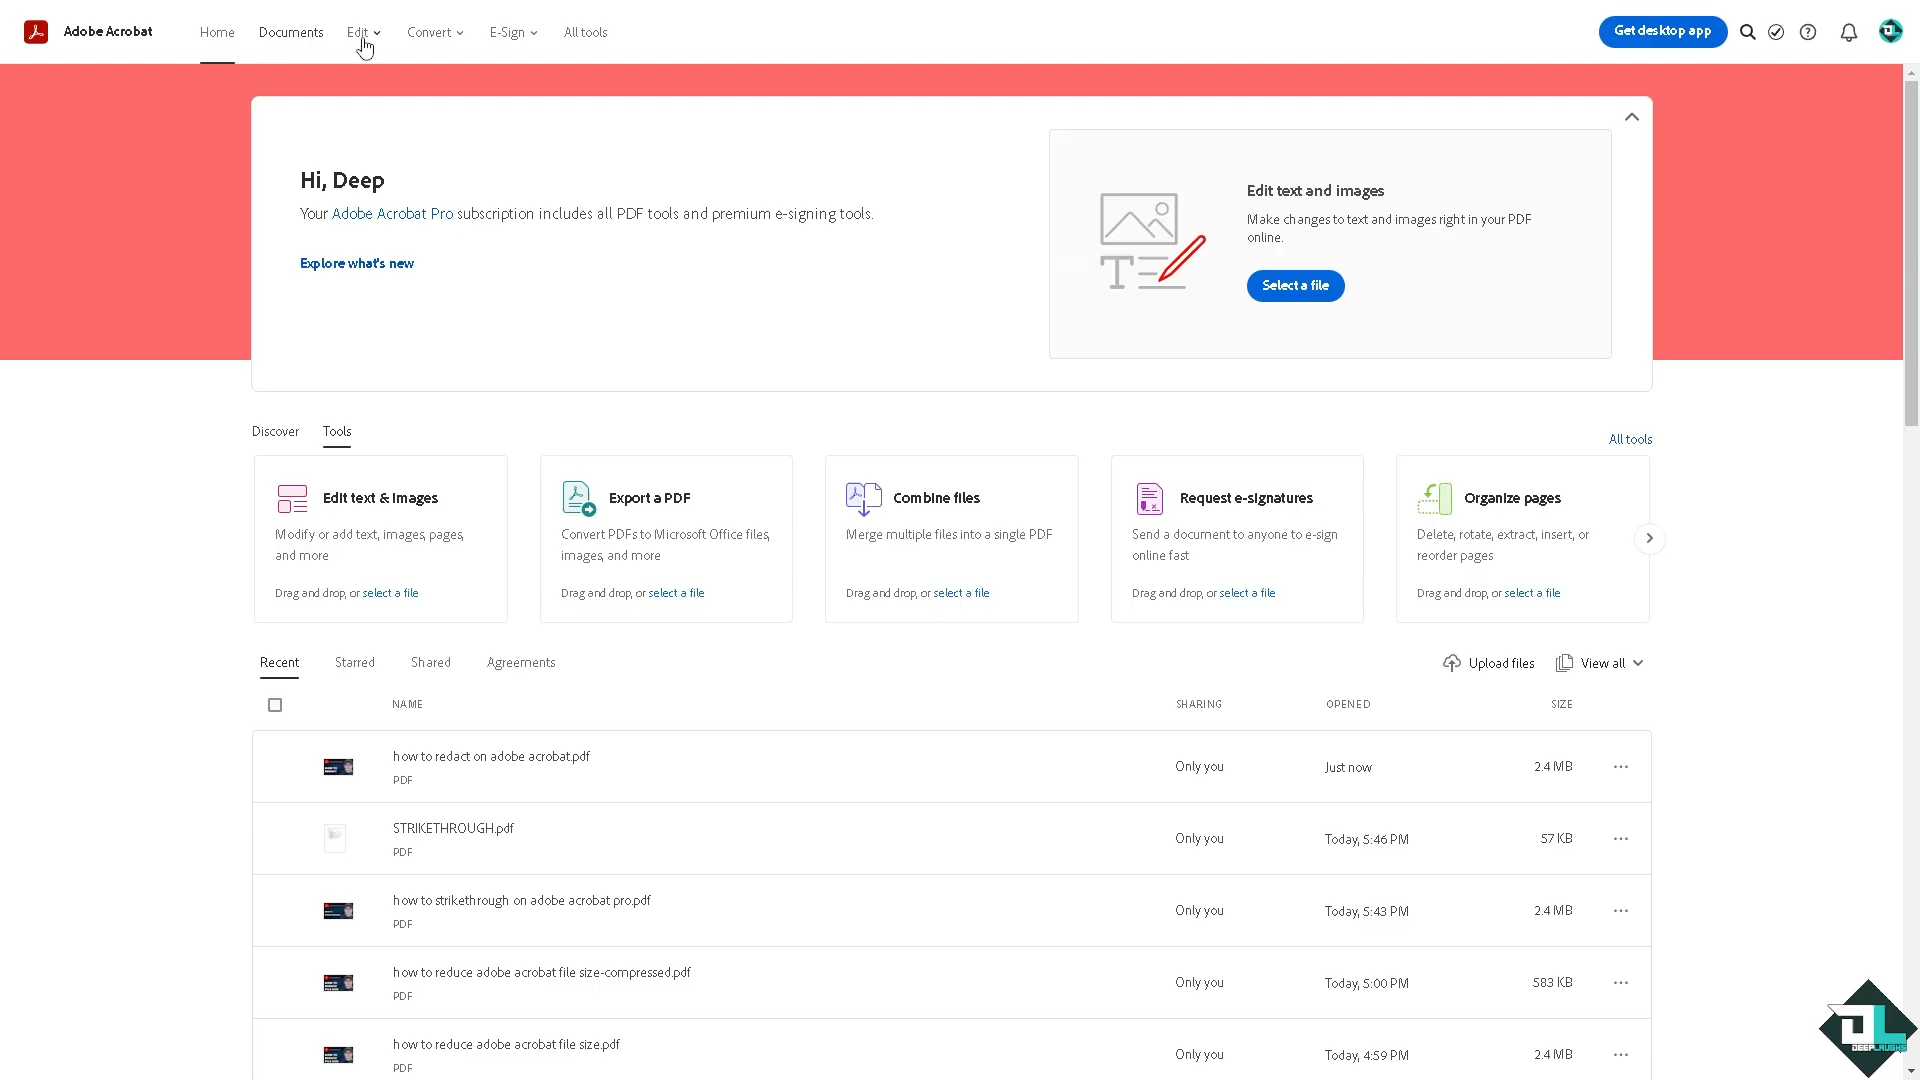 Adobe Acrobat
Home
Documents
Edit
Convert
E-Sign
All tools
Get desktop app
Hi, Deep
Your Adobe Acrobat Pro subscription includes all PDF tools and premium e-signing tools.
Explore what's new
Edit text and images
Make changes to text and images right in your PDF
online.
Select a file
Discover
Tools
All tools
Edit text & images
Modify or add text, images, pages,
and more
Drag and drop, or select a file
Export a PDF
Convert PDFs to Microsoft Office files,
images, and more
Drag and drop, or select a file
Combine files
Merge multiple files into a single PDF
Drag and drop, or select a file
Request e-signatures
Send a document to anyone to e-sign
online fast
Drag and drop, or select a file
Organize pages
Delete, rotate, extract, insert, or
reorder pages
Drag and drop, or select a file
Recent
Starred
Shared
Agreements
Upload files
View all
NAME
SHARING
OPENED
SIZE
how to redact on adobe acrobat.pdf
PDF
Only you
Just now
2.4 MB
STRIKETHROUGH.pdf
PDF
Only you
Today, 5:46 PM
57 KB
how to strikethrough on adobe acrobat pro.pdf
PDF
Only you
Today, 5:43 PM
2.4 MB
how to reduce adobe acrobat file size-compressed.pdf
PDF
Only you
Today, 5:00 PM
583 KB
how to reduce adobe acrobat file size.pdf
PDF
Only you
Today, 4:59 PM
2.4 MB
DL
DEEPLAUGHS